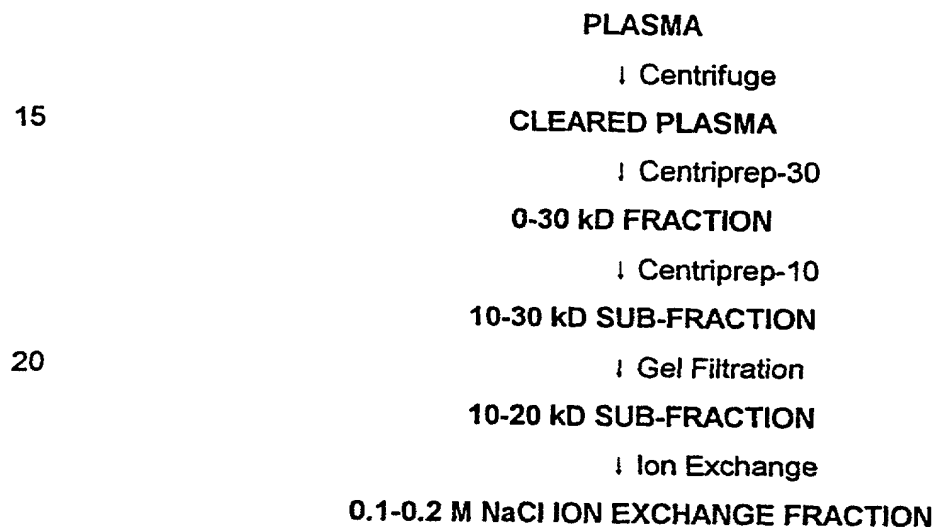 PLASMA
↓ Centrifuge
15 CLEARED PLASMA
↓ Centriprep-30
0-30 kD FRACTION
↓ Centriprep-10
10-30 kD SUB-FRACTION
20 ↓ Gel Filtration
10-20 kD SUB-FRACTION
↓ Ion Exchange
0.1-0.2 M NaCl ION EXCHANGE FRACTION